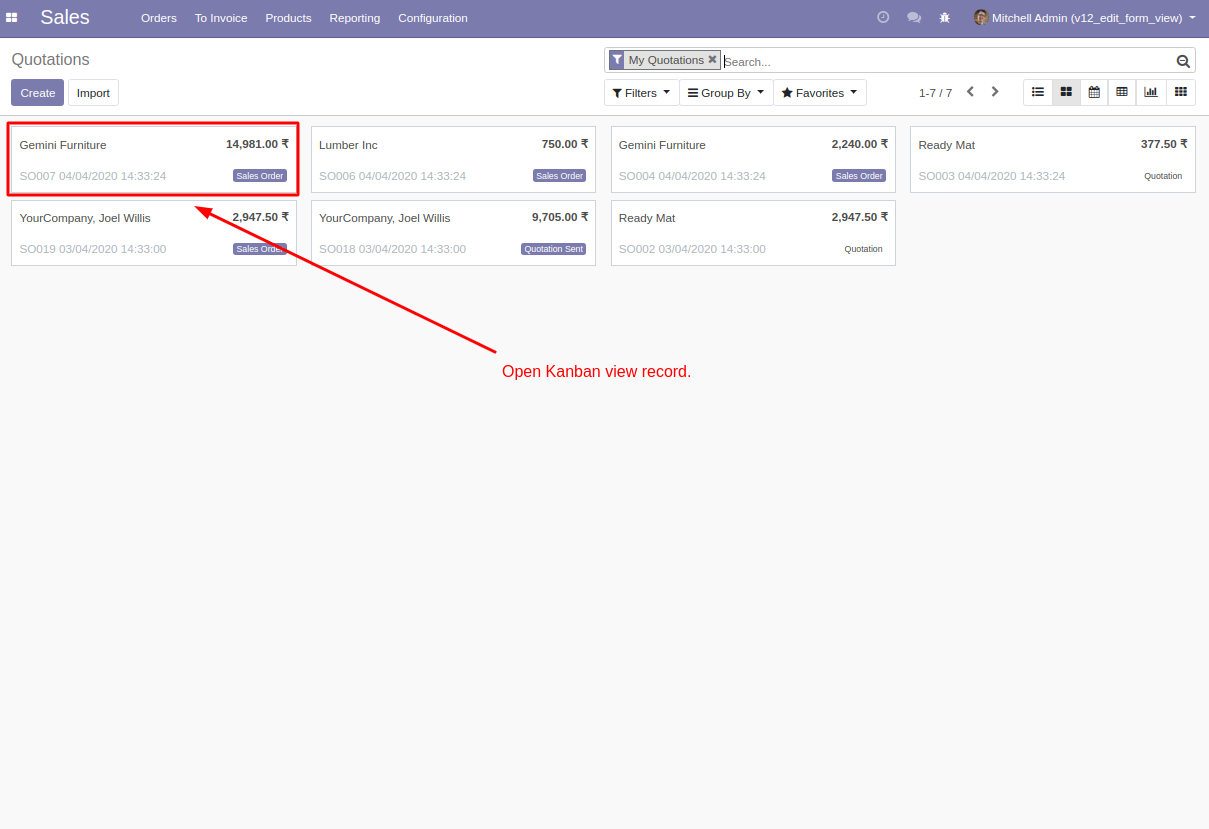 Sales Orders To Invoice Products Reporting Configuration Mitchell Admin (v12_edit_form_view)
Quotations
My Quotations Search...
Create Import
Filters Group By Favorites 1-7 / 7
Gemini Furniture 14,981.00 ₹
SO007 04/04/2020 14:33:24 Sales Order
Lumber Inc 750.00 ₹
SO006 04/04/2020 14:33:24 Sales Order
Gemini Furniture 2,240.00 ₹
SO004 04/04/2020 14:33:24 Sales Order
Ready Mat 377.50 ₹
SO003 04/04/2020 14:33:24 Quotation
YourCompany, Joel Willis 2,947.50 ₹
SO019 03/04/2020 14:33:00 Sales Order
YourCompany, Joel Willis 9,705.00 ₹
SO018 03/04/2020 14:33:00 Quotation Sent
Ready Mat 2,947.50 ₹
SO002 03/04/2020 14:33:00 Quotation
Open Kanban view record.